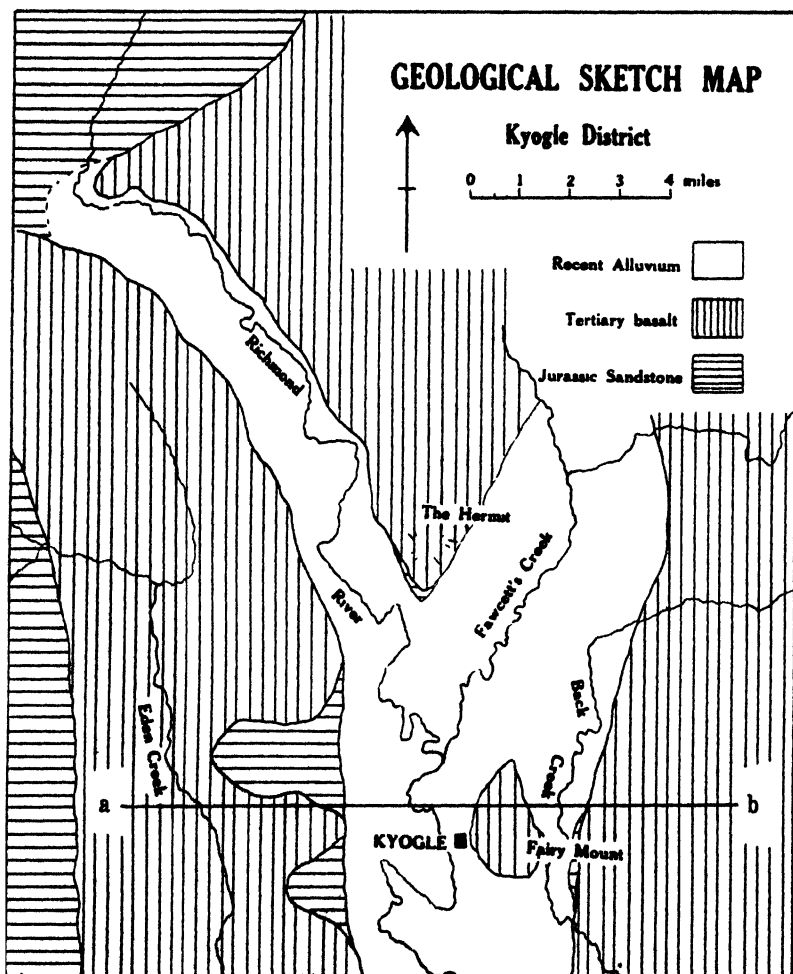 GEOLOGICAL SKETCH MAP
Kyogle District
0 1 2 3 4 miles
Recent Alluvium
Tertiary basalt
Jurassic Sandstone
Richmond
The Hermit
Fawcett's Creek
River
Back
Creek
Eden Creek
a
b
KYOGLE
Fairy Mount